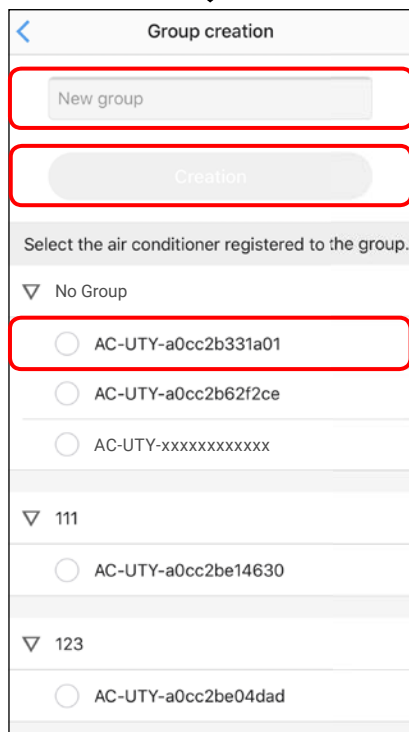 Group creation
New group
Creation
Select the air conditioner registered to the group.
No Group
AC-UTY-a0cc2b331a01
AC-UTY-a0cc2b62f2ce
AC-UTY-xxxxxxxxxxxx
111
AC-UTY-a0cc2be14630
123
AC-UTY-a0cc2be04dad